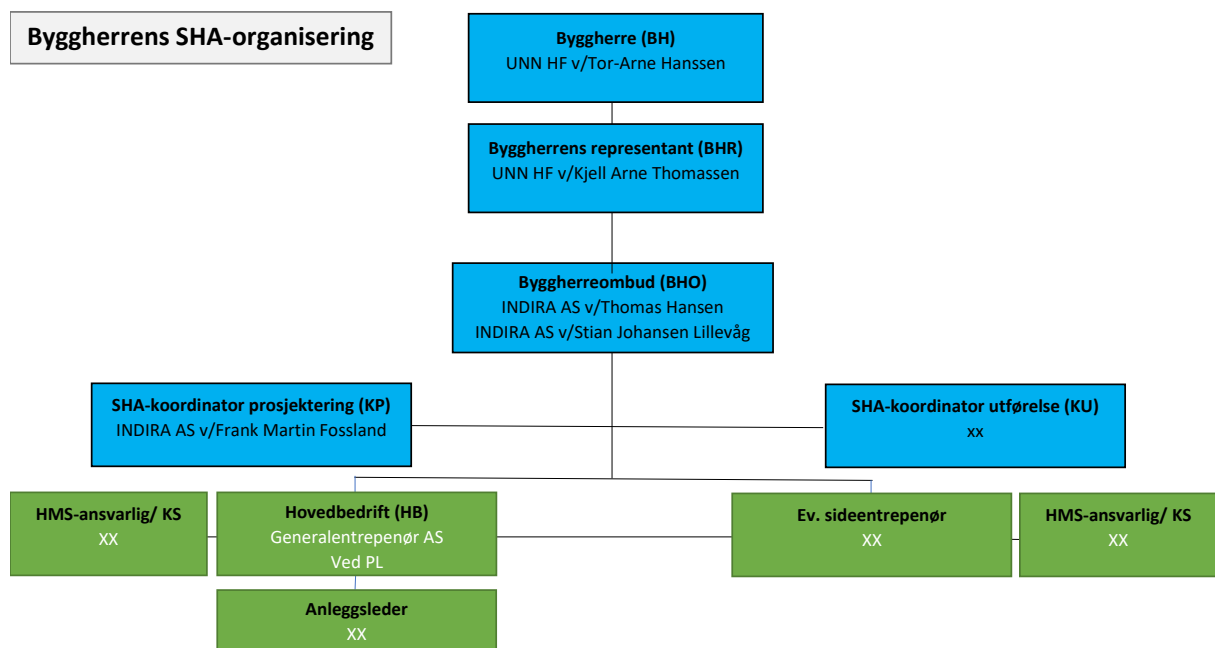 Byggherrens SHA-organisering
Byggherre (BH)
UNN HF v/Tor-Arne Hanssen
Byggherrens representant (BHR)
UNN HF v/Kjell Arne Thomassen
Byggherreombud (BHO)
INDIRA AS v/Thomas Hansen
INDIRA AS v/Stian Johansen Lillevåg
SHA-koordinator prosjektering (KP)
INDIRA AS v/Frank Martin Fossland
SHA-koordinator utførelse (KU)
xx
HMS-ansvarlig/ KS
XX
Hovedbedrift (HB)
Generalentrepenør AS
Ved PL
Ev. sideentrepenør
XX
HMS-ansvarlig/ KS
XX
Anleggsleder
XX